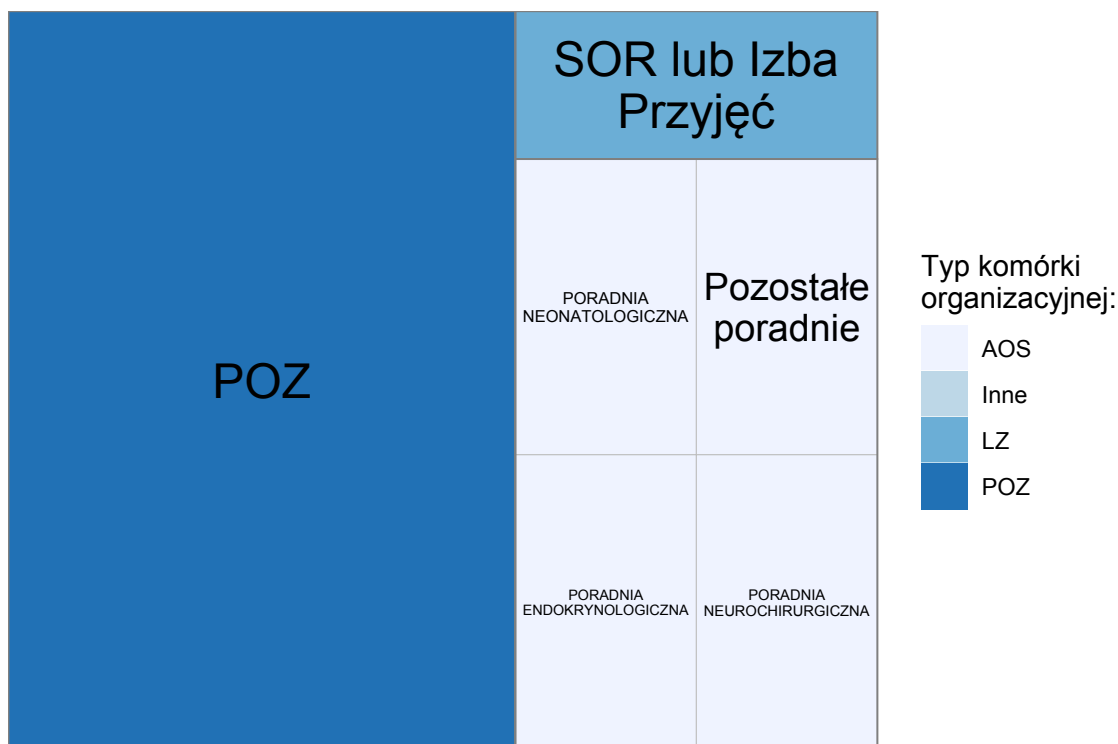 POZ
SOR lub Izba
Przyjęć
PORADNIA
NEONATOLOGICZNA
Pozostałe
poradnie
PORADNIA
ENDOKRYNOLOGICZNA
PORADNIA
NEUROCHIRURGICZNA
Typ komórki
organizacyjnej:
AOS
Inne
LZ
POZ